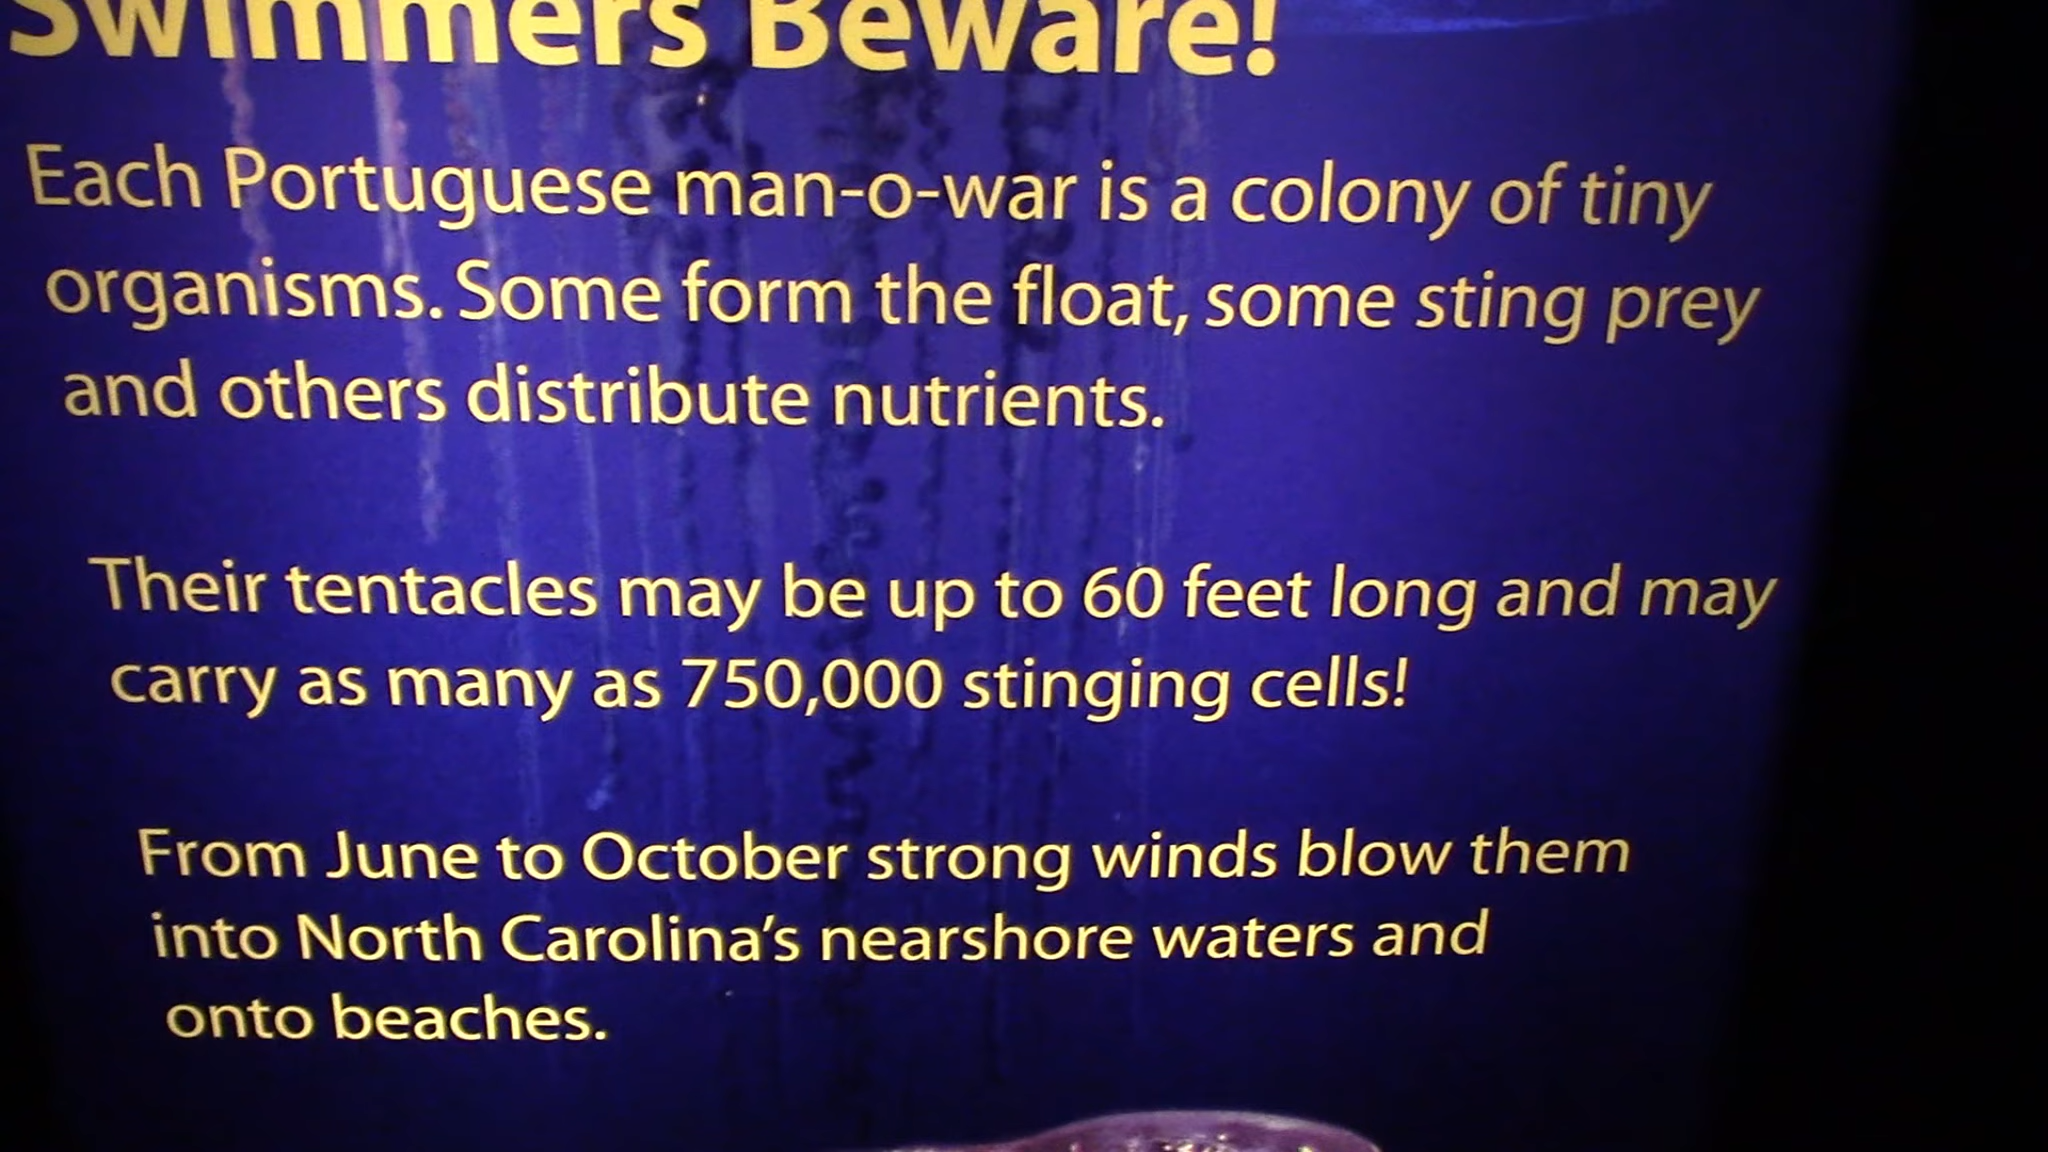 Swimmers Beware!
Each Portuguese man-o-war is a colony of tiny
organisms. Some form the float, some sting prey
and others distribute nutrients.
Their tentacles may be up to 60 feet long and may
carry as many as 750,000 stinging cells!
From June to October strong winds blow them
into North Carolina's nearshore waters and
onto beaches.